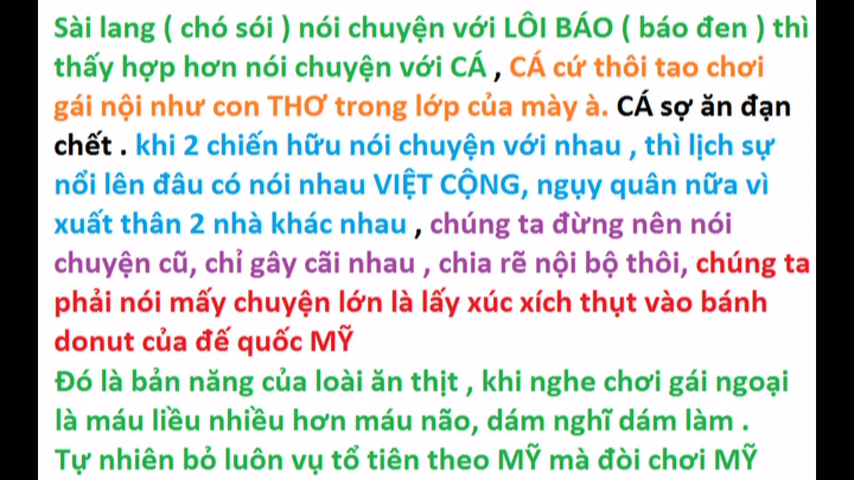 Sài lang ( chó sói ) nói chuyện với LÔI BÁO ( báo đen ) thì
thấy hợp hơn nói chuyện với CÁ , CÁ cứ thôi tao chơi
gái nội như con THƠ trong lớp của mày à. CÁ sợ ăn đạn
chết . khi 2 chiến hữu nói chuyện với nhau , thì lịch sự
nổi lên đâu có nói nhau VIỆT CỘNG, ngụy quân nữa vì
xuất thân 2 nhà khác nhau , chúng ta đừng nên nói
chuyện cũ, chỉ gây cãi nhau , chia rẽ nội bộ thôi, chúng ta
phải nói mấy chuyện lớn là lấy xúc xích thụt vào bánh
donut của đế quốc MỸ
Đó là bản năng của loài ăn thịt , khi nghe chơi gái ngoại
là máu liều nhiều hơn máu não, dám nghĩ dám làm .
Tự nhiên bỏ luôn vụ tổ tiên theo MỸ mà đòi chơi MỸ